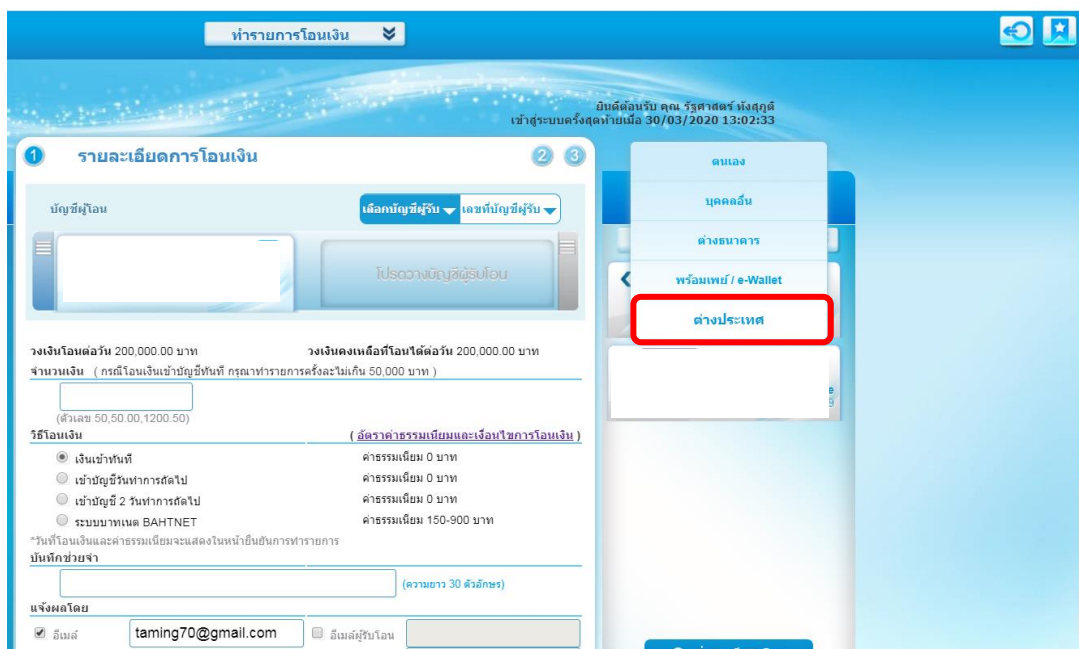 ทำรายการโอนเงิน
ยินดีต้อนรับ คุณ รัฐศาสตร์ ทังสุภูติ
เข้าสู่ระบบครั้งสุดท้ายเมื่อ 30/03/2020 13:02:33
1 รายละเอียดการโอนเงิน 2 3
บัญชีผู้โอน เลือกบัญชีผู้รับ เลขที่บัญชีผู้รับ
โปรดวางบัญชีผู้รับโอน
วงเงินโอนต่อวัน 200,000.00 บาท วงเงินคงเหลือที่โอนได้ต่อวัน 200,000.00 บาท
จำนวนเงิน ( กรณีโอนเงินเข้าบัญชีทันที กรุณาทำรายการครั้งละไม่เกิน 50,000 บาท )
(ตัวเลข 50,50.00,1200.50)
วิธีโอนเงิน ( อัตราค่าธรรมเนียมและเงื่อนไขการโอนเงิน )
เงินเข้าทันที ค่าธรรมเนียม 0 บาท
เข้าบัญชีวันทำการถัดไป ค่าธรรมเนียม 0 บาท
เข้าบัญชี 2 วันทำการถัดไป ค่าธรรมเนียม 0 บาท
ระบบบาทเนต BAHTNET ค่าธรรมเนียม 150-900 บาท
*วันที่โอนเงินและค่าธรรมเนียมจะแสดงในหน้ายืนยันการทำรายการ
บันทึกช่วยจำ
(ความยาว 30 ตัวอักษร)
แจ้งผลโดย
อีเมล์ taming70@gmail.com อีเมล์ผู้รับโอน
ตนเอง
บุคคลอื่น
ต่างธนาคาร
พร้อมเพย์ / e-Wallet
ต่างประเทศ
e
9